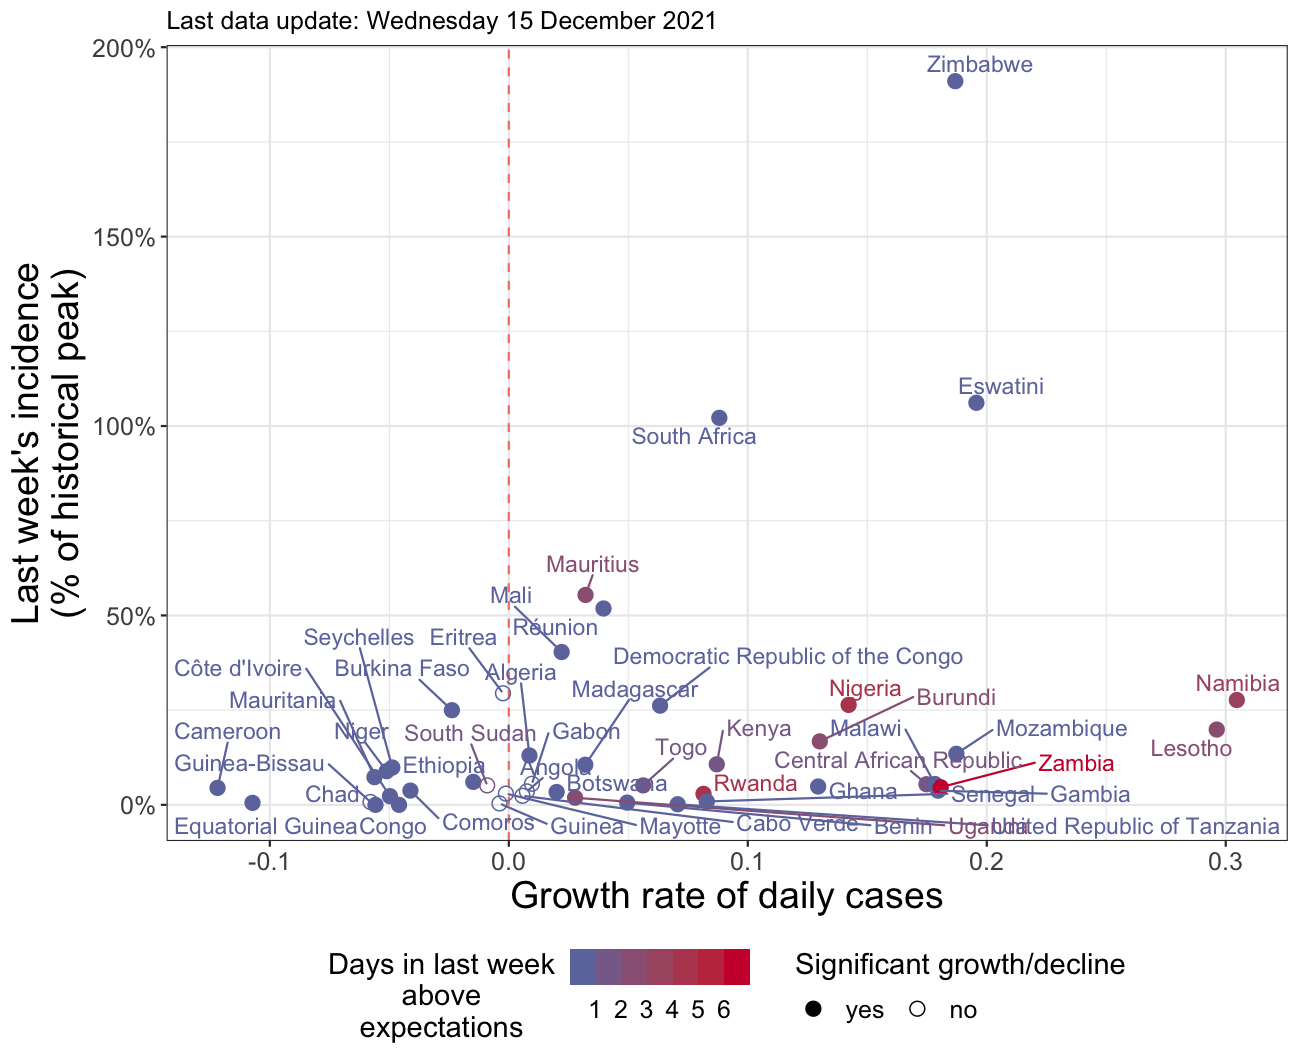 Last data update: Wednesday 15 December 2021
Last week's incidence
(% of historical peak)
200%
150%
100%
50%
0%
Zimbabwe
Eswatini
South Africa
Mauritius
Mali
Réunion
Seychelles
Eritrea
Côte d'Ivoire
Burkina Faso
Algeria
Democratic Republic of the Congo
Mauritania
Madagascar
Nigeria
Burundi
Namibia
Cameroon
Niger
South Sudan
Gabon
Kenya
Malawi
Mozambique
Togo
Lesotho
Guinea-Bissau
Ethiopia
Angola
Central African Republic
Zambia
Chad
Botswana
Rwanda
Ghana
Senegal
Gambia
Equatorial Guinea
Congo
Comoros
Guinea
Mayotte
Cabo Verde
Benin
Uganda
United Republic of Tanzania
-0.1
0.0
0.1
0.2
0.3
Growth rate of daily cases
Days in last week
above
expectations
1 2 3 4 5 6
Significant growth/decline
yes
no